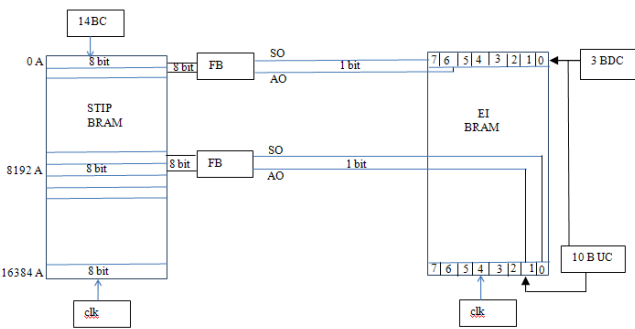 14BC
0 A
8 bit
8 bit
FB
SO
AO
1 bit
7 6 5 4 3 2 1 0
3 BDC
STIP
BRAM
EI
BRAM
8192 A
8 bit
8 bit
FB
SO
AO
1 bit
16384 A
8 bit
7 6 5 4 3 2 1 0
10 B UC
clk
clk